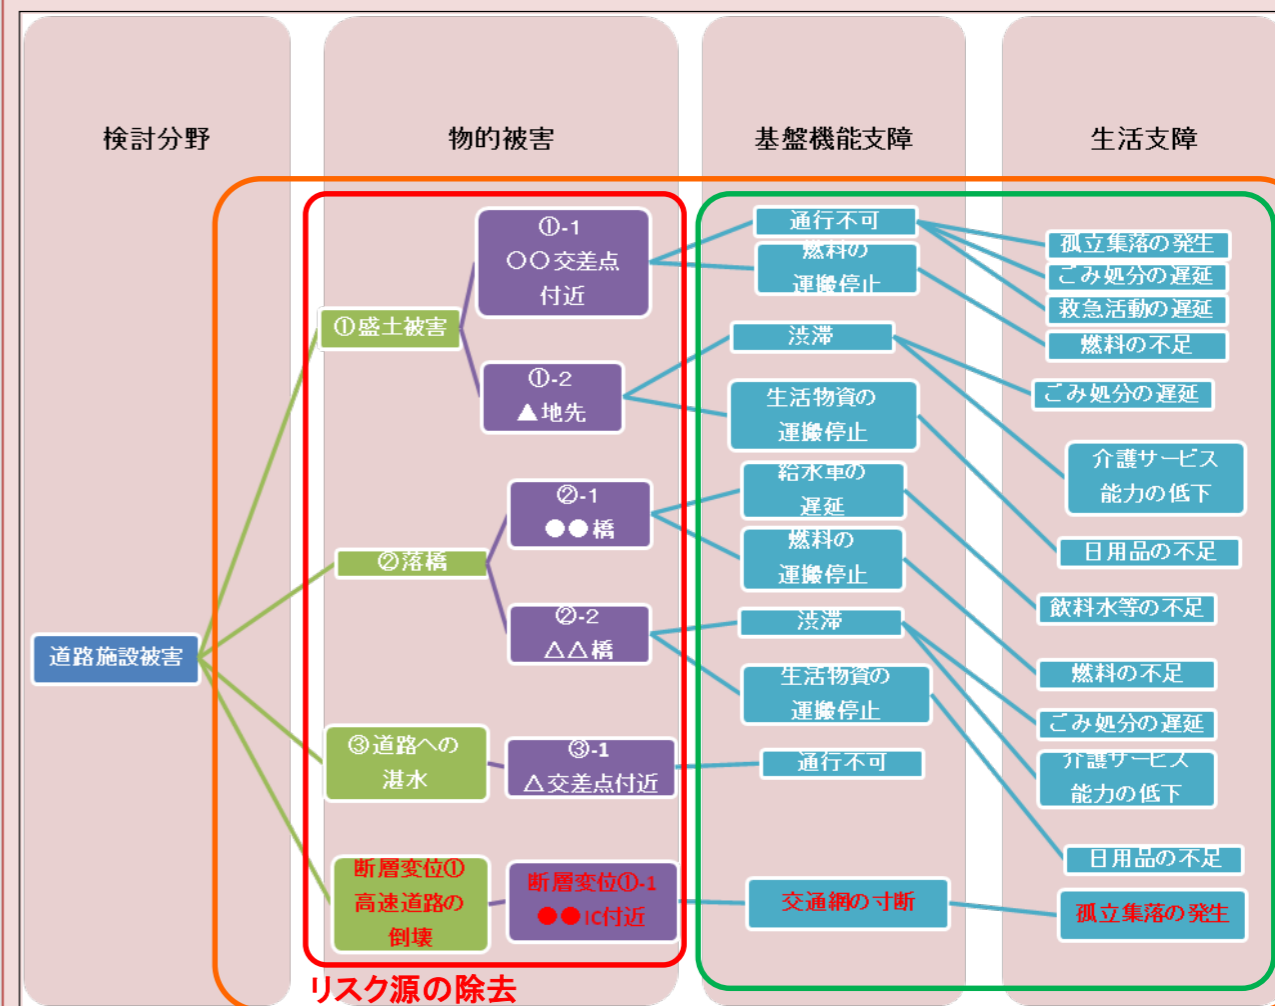 検討分野
物的被害
基盤機能支障
生活支障
道路施設被害
①盛土被害
②落橋
③道路への
湛水
断層変位①
高速道路の
倒壊
①-1
○○交差点
付近
①-2
▲地先
②-1
●●橋
②-2
△△橋
③-1
△交差点付近
断層変位①-1
●●IC付近
通行不可
燃料の
運搬停止
渋滞
生活物資の
運搬停止
給水車の
遅延
燃料の
運搬停止
渋滞
生活物資の
運搬停止
通行不可
交通網の寸断
孤立集落の発生
ごみ処分の遅延
救急活動の遅延
燃料の不足
ごみ処分の遅延
介護サービス
能力の低下
日用品の不足
飲料水等の不足
燃料の不足
ごみ処分の遅延
介護サービス
能力の低下
日用品の不足
孤立集落の発生
リスク源の除去